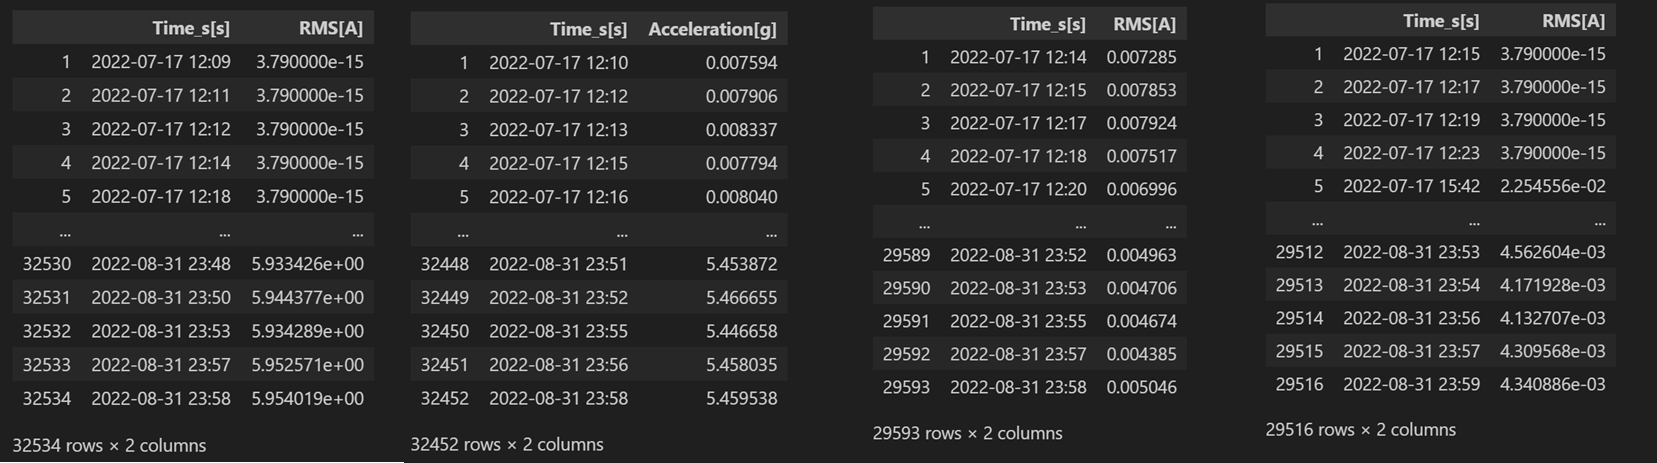 Time_s[s] RMS[A]
1 2022-07-17 12:09 3.790000e-15
2 2022-07-17 12:11 3.790000e-15
3 2022-07-17 12:12 3.790000e-15
4 2022-07-17 12:14 3.790000e-15
5 2022-07-17 12:18 3.790000e-15
... ... ...
32530 2022-08-31 23:48 5.933426e+00
32531 2022-08-31 23:50 5.944377e+00
32532 2022-08-31 23:53 5.934289e+00
32533 2022-08-31 23:57 5.952571e+00
32534 2022-08-31 23:58 5.954019e+00
32534 rows × 2 columns
Time_s[s] Acceleration[g]
1 2022-07-17 12:10 0.007594
2 2022-07-17 12:12 0.007906
3 2022-07-17 12:13 0.008337
4 2022-07-17 12:15 0.007794
5 2022-07-17 12:16 0.008040
... ... ...
32448 2022-08-31 23:51 5.453872
32449 2022-08-31 23:52 5.466655
32450 2022-08-31 23:55 5.446658
32451 2022-08-31 23:56 5.458035
32452 2022-08-31 23:58 5.459538
32452 rows × 2 columns
Time_s[s] RMS[A]
1 2022-07-17 12:14 0.007285
2 2022-07-17 12:15 0.007853
3 2022-07-17 12:17 0.007924
4 2022-07-17 12:18 0.007517
5 2022-07-17 12:20 0.006996
... ... ...
29589 2022-08-31 23:52 0.004963
29590 2022-08-31 23:53 0.004706
29591 2022-08-31 23:55 0.004674
29592 2022-08-31 23:57 0.004385
29593 2022-08-31 23:58 0.005046
29593 rows × 2 columns
Time_s[s] RMS[A]
1 2022-07-17 12:15 3.790000e-15
2 2022-07-17 12:17 3.790000e-15
3 2022-07-17 12:19 3.790000e-15
4 2022-07-17 12:23 3.790000e-15
5 2022-07-17 15:42 2.254556e-02
... ... ...
29512 2022-08-31 23:53 4.562604e-03
29513 2022-08-31 23:54 4.171928e-03
29514 2022-08-31 23:56 4.132707e-03
29515 2022-08-31 23:57 4.309568e-03
29516 2022-08-31 23:59 4.340886e-03
29516 rows × 2 columns